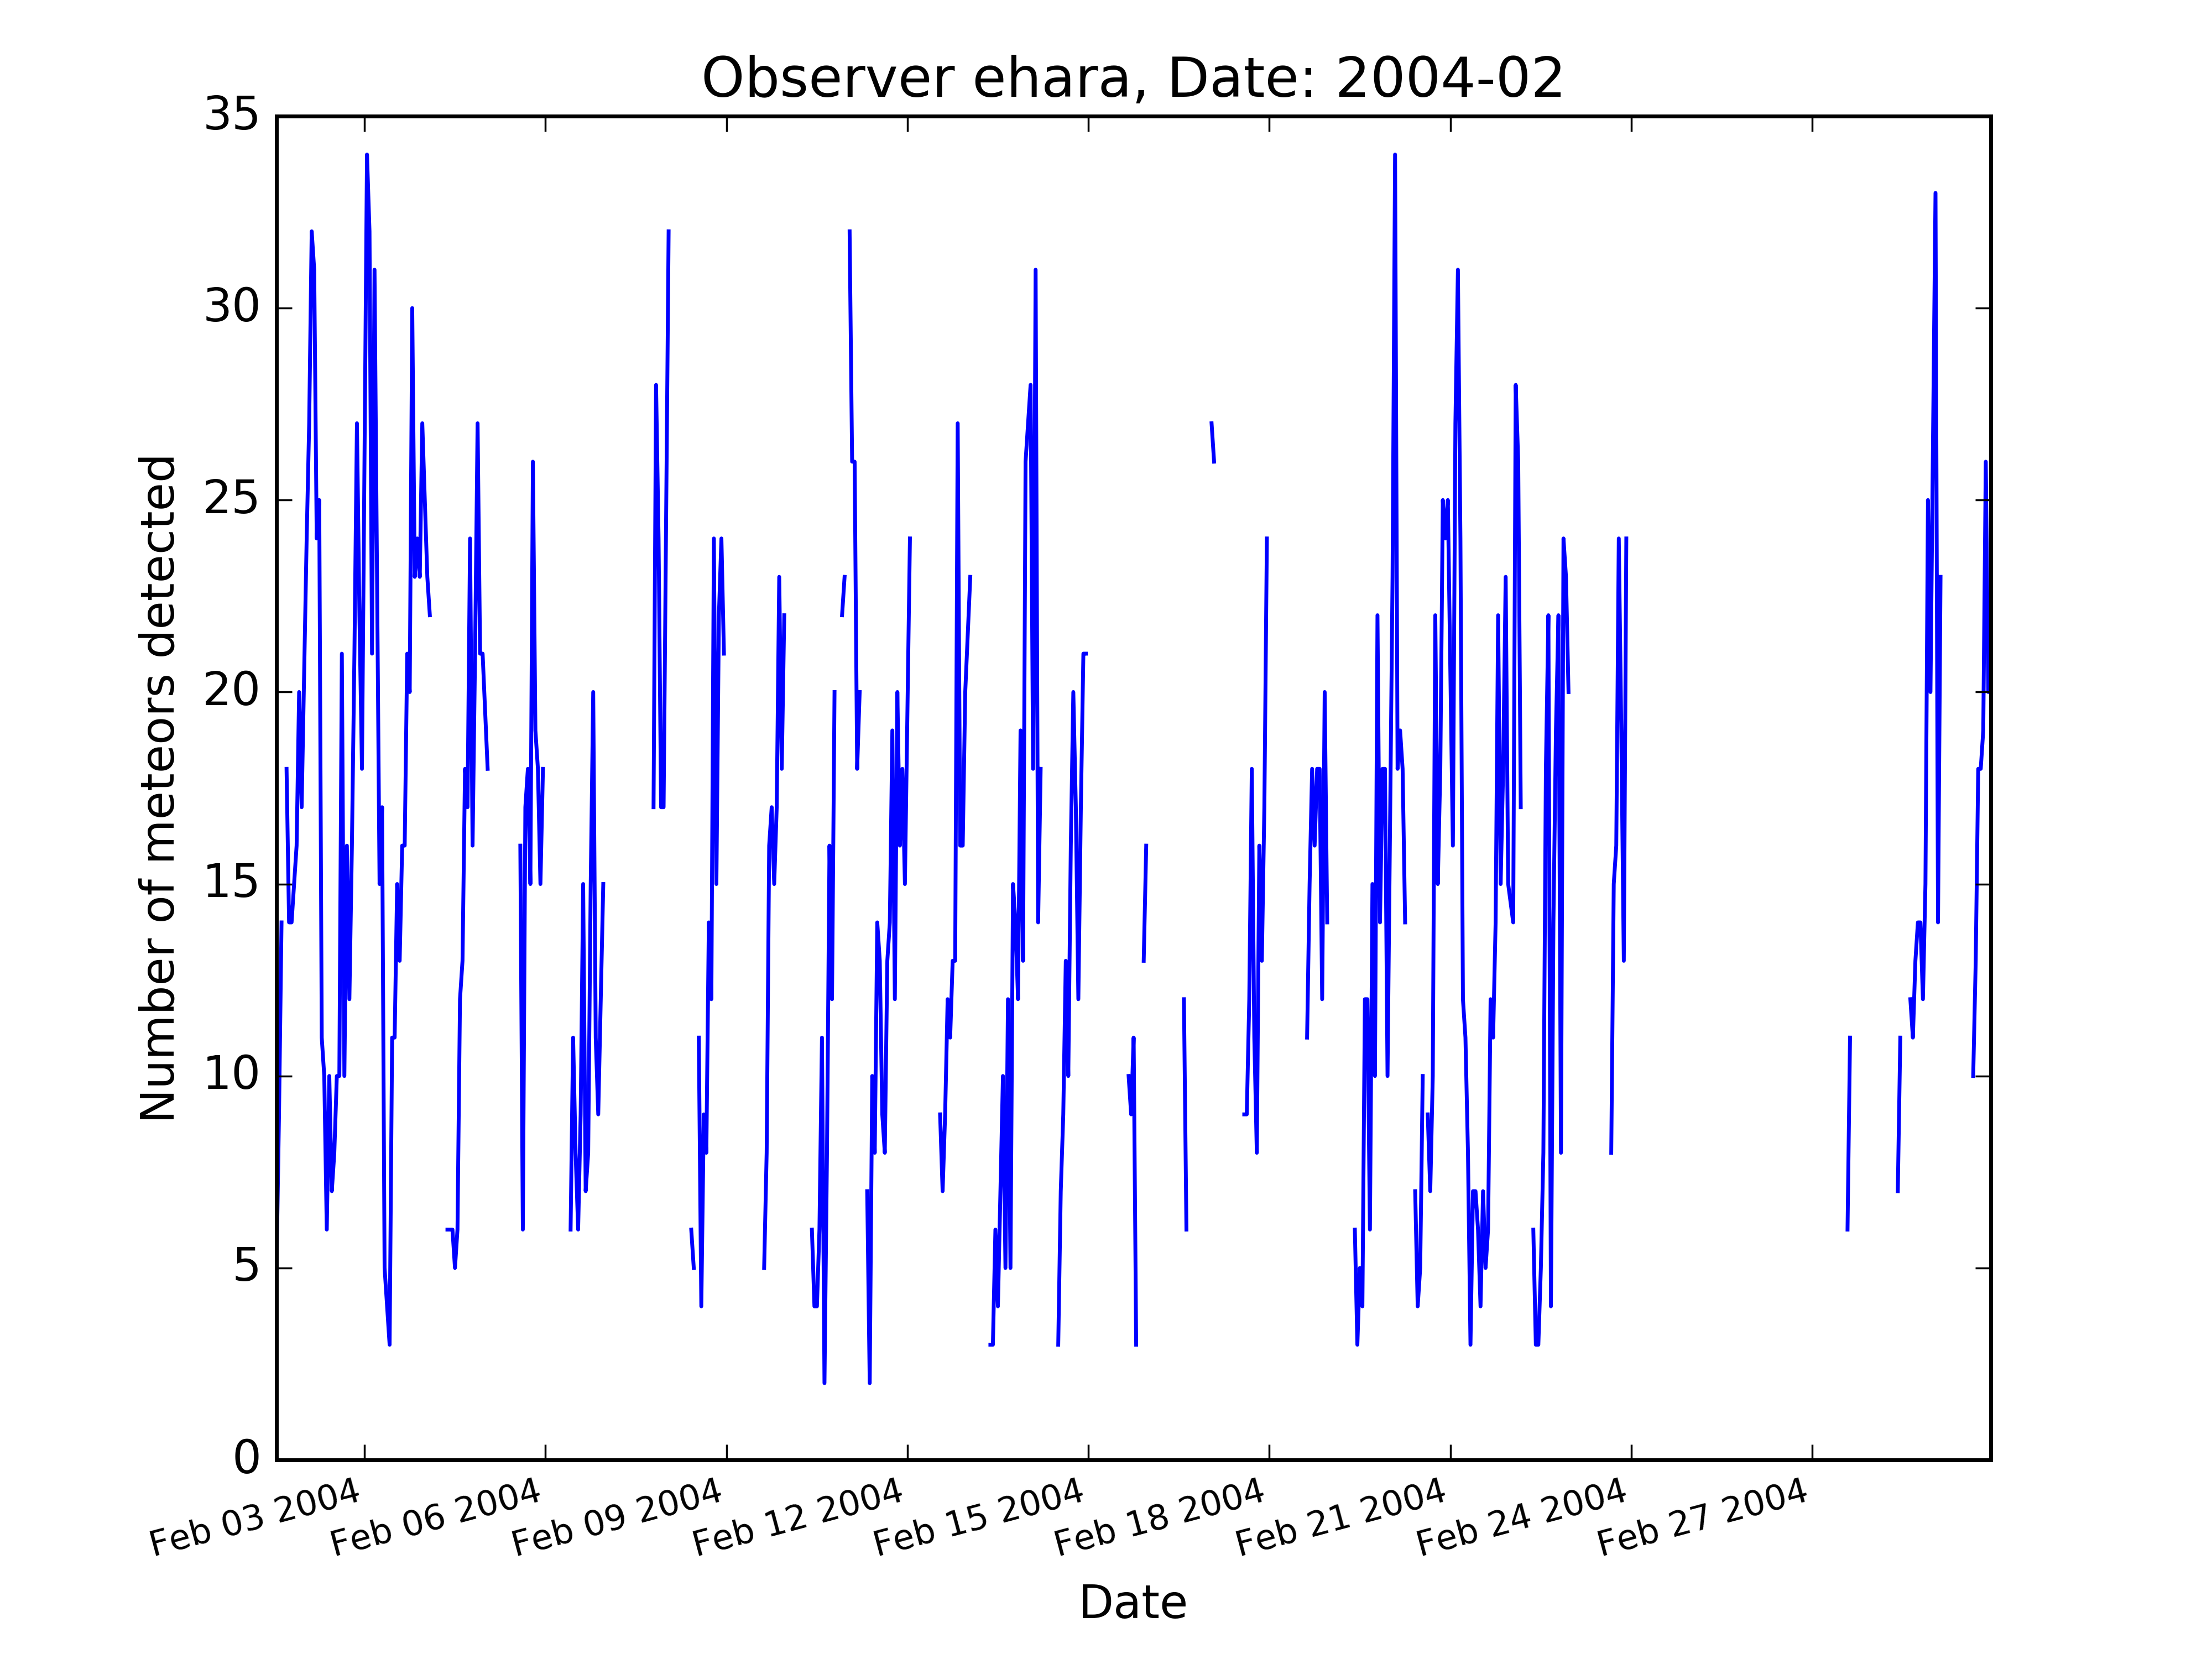 Observer ehara, Date: 2004-02
35
30
25
20
15
10
5
0
Number of meteors detected
Feb 03 2004
Feb 06 2004
Feb 09 2004
Feb 12 2004
Feb 15 2004
Feb 18 2004
Feb 21 2004
Feb 24 2004
Feb 27 2004
Date